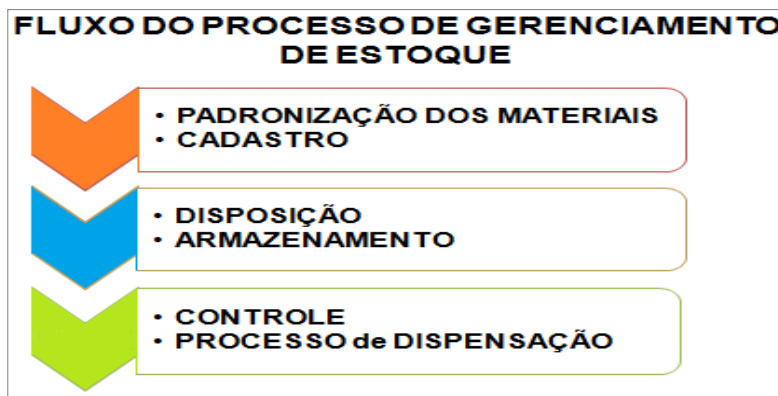 FLUXO DO PROCESSO DE GERENCIAMENTO
DE ESTOQUE
• PADRONIZAÇÃO DOS MATERIAIS
• CADASTRO
• DISPOSIÇÃO
• ARMAZENAMENTO
• CONTROLE
• PROCESSO de DISPENSAÇÃO